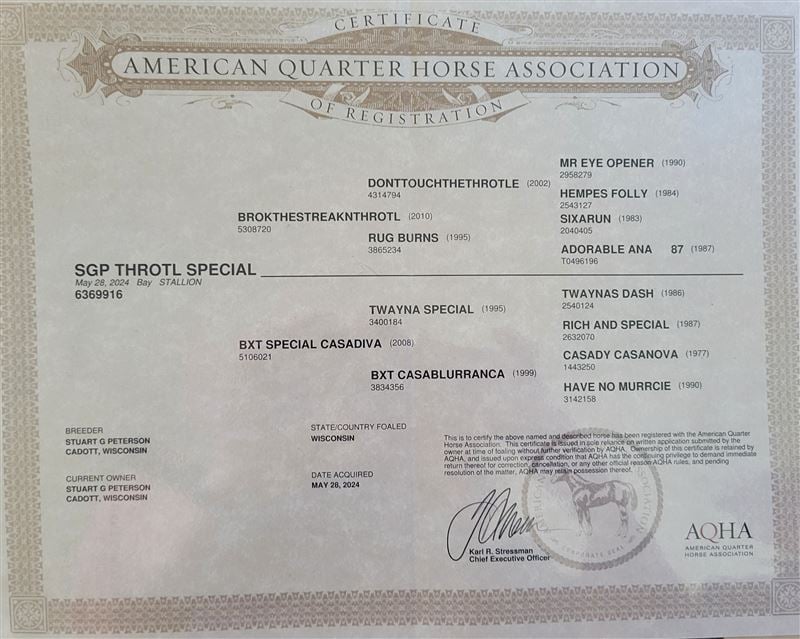 CERTIFICATE
AMERICAN QUARTER HORSE ASSOCIATION
OF REGISTRATION
MR EYE OPENER (1990)
2958279
DONTTOUCHTHETHROTLE (2002)
4314794
HEMPES FOLLY (1984)
2543127
BROKTHESTREAKNTHROTL (2010)
5308720
SIXARUN (1983)
2040405
RUG BURNS (1995)
3865234
ADORABLE ANA 87 (1987)
T0496196
SGP THROTL SPECIAL
May 28, 2024 Bay STALLION
6369916
TWAYNAS DASH (1986)
2540124
TWAYNA SPECIAL (1995)
3400184
RICH AND SPECIAL (1987)
2632070
BXT SPECIAL CASADIVA (2008)
5106021
CASADY CASANOVA (1977)
1443250
BXT CASABLURRANCA (1999)
3834356
HAVE NO MURRCIE (1990)
3142158
BREEDER
STUART G PETERSON
CADOTT, WISCONSIN
STATE/COUNTRY FOALED
WISCONSIN
CURRENT OWNER
STUART G PETERSON
CADOTT, WISCONSIN
DATE ACQUIRED
MAY 28, 2024
This is to certify the above named and described horse has been registered with the American Quarter
Horse Association. This certificate is issued in sole reliance on written application submitted by the
owner at time of foaling without further verification by AQHA. Ownership of this certificate is retained by
AQHA, and issued upon express condition that AQHA has the continuing privilege to demand immediate
return thereof for correction, cancellation, or any other official reason AQHA rules, and pending
resolution of the matter, AQHA may retain possession thereof.
Karl R. Stressman
Chief Executive Officer
CORPORATE SEAL
AQHA
AMERICAN QUARTER
HORSE ASSOCIATION